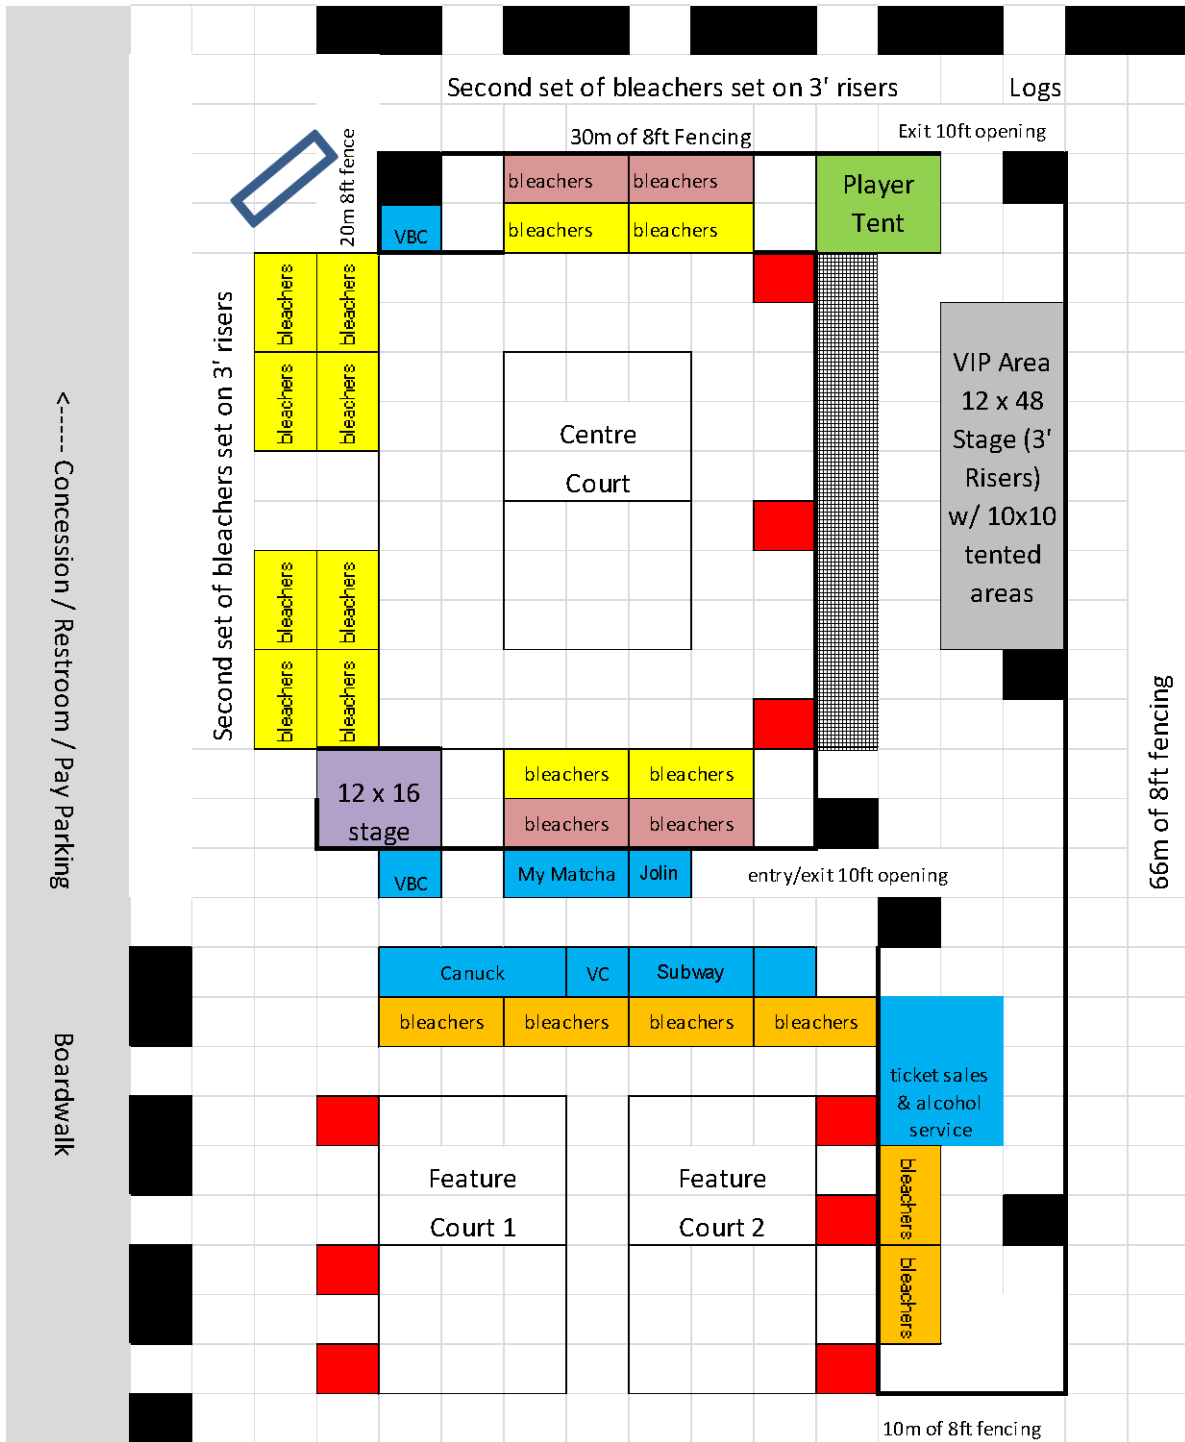 Second set of bleachers set on 3' risers
Logs
30m of 8ft Fencing
Exit 10ft opening
20m 8ft fence
bleachers
bleachers
Player
Tent
VBC
bleachers
bleachers
Second set of bleachers set on 3' risers
bleachers
bleachers
bleachers
bleachers
Centre
Court
VIP Area
12 x 48
Stage (3'
Risers)
w/ 10x10
tented
areas
<----- Concession / Restroom / Pay Parking
bleachers
bleachers
bleachers
bleachers
66m of 8ft fencing
12 x 16
stage
bleachers
bleachers
bleachers
bleachers
VBC
My Matcha
Jolin
entry/exit 10ft opening
Canuck
VC
Subway
bleachers
bleachers
bleachers
bleachers
Boardwalk
ticket sales
& alcohol
service
Feature
Court 1
Feature
Court 2
bleachers
bleachers
10m of 8ft fencing